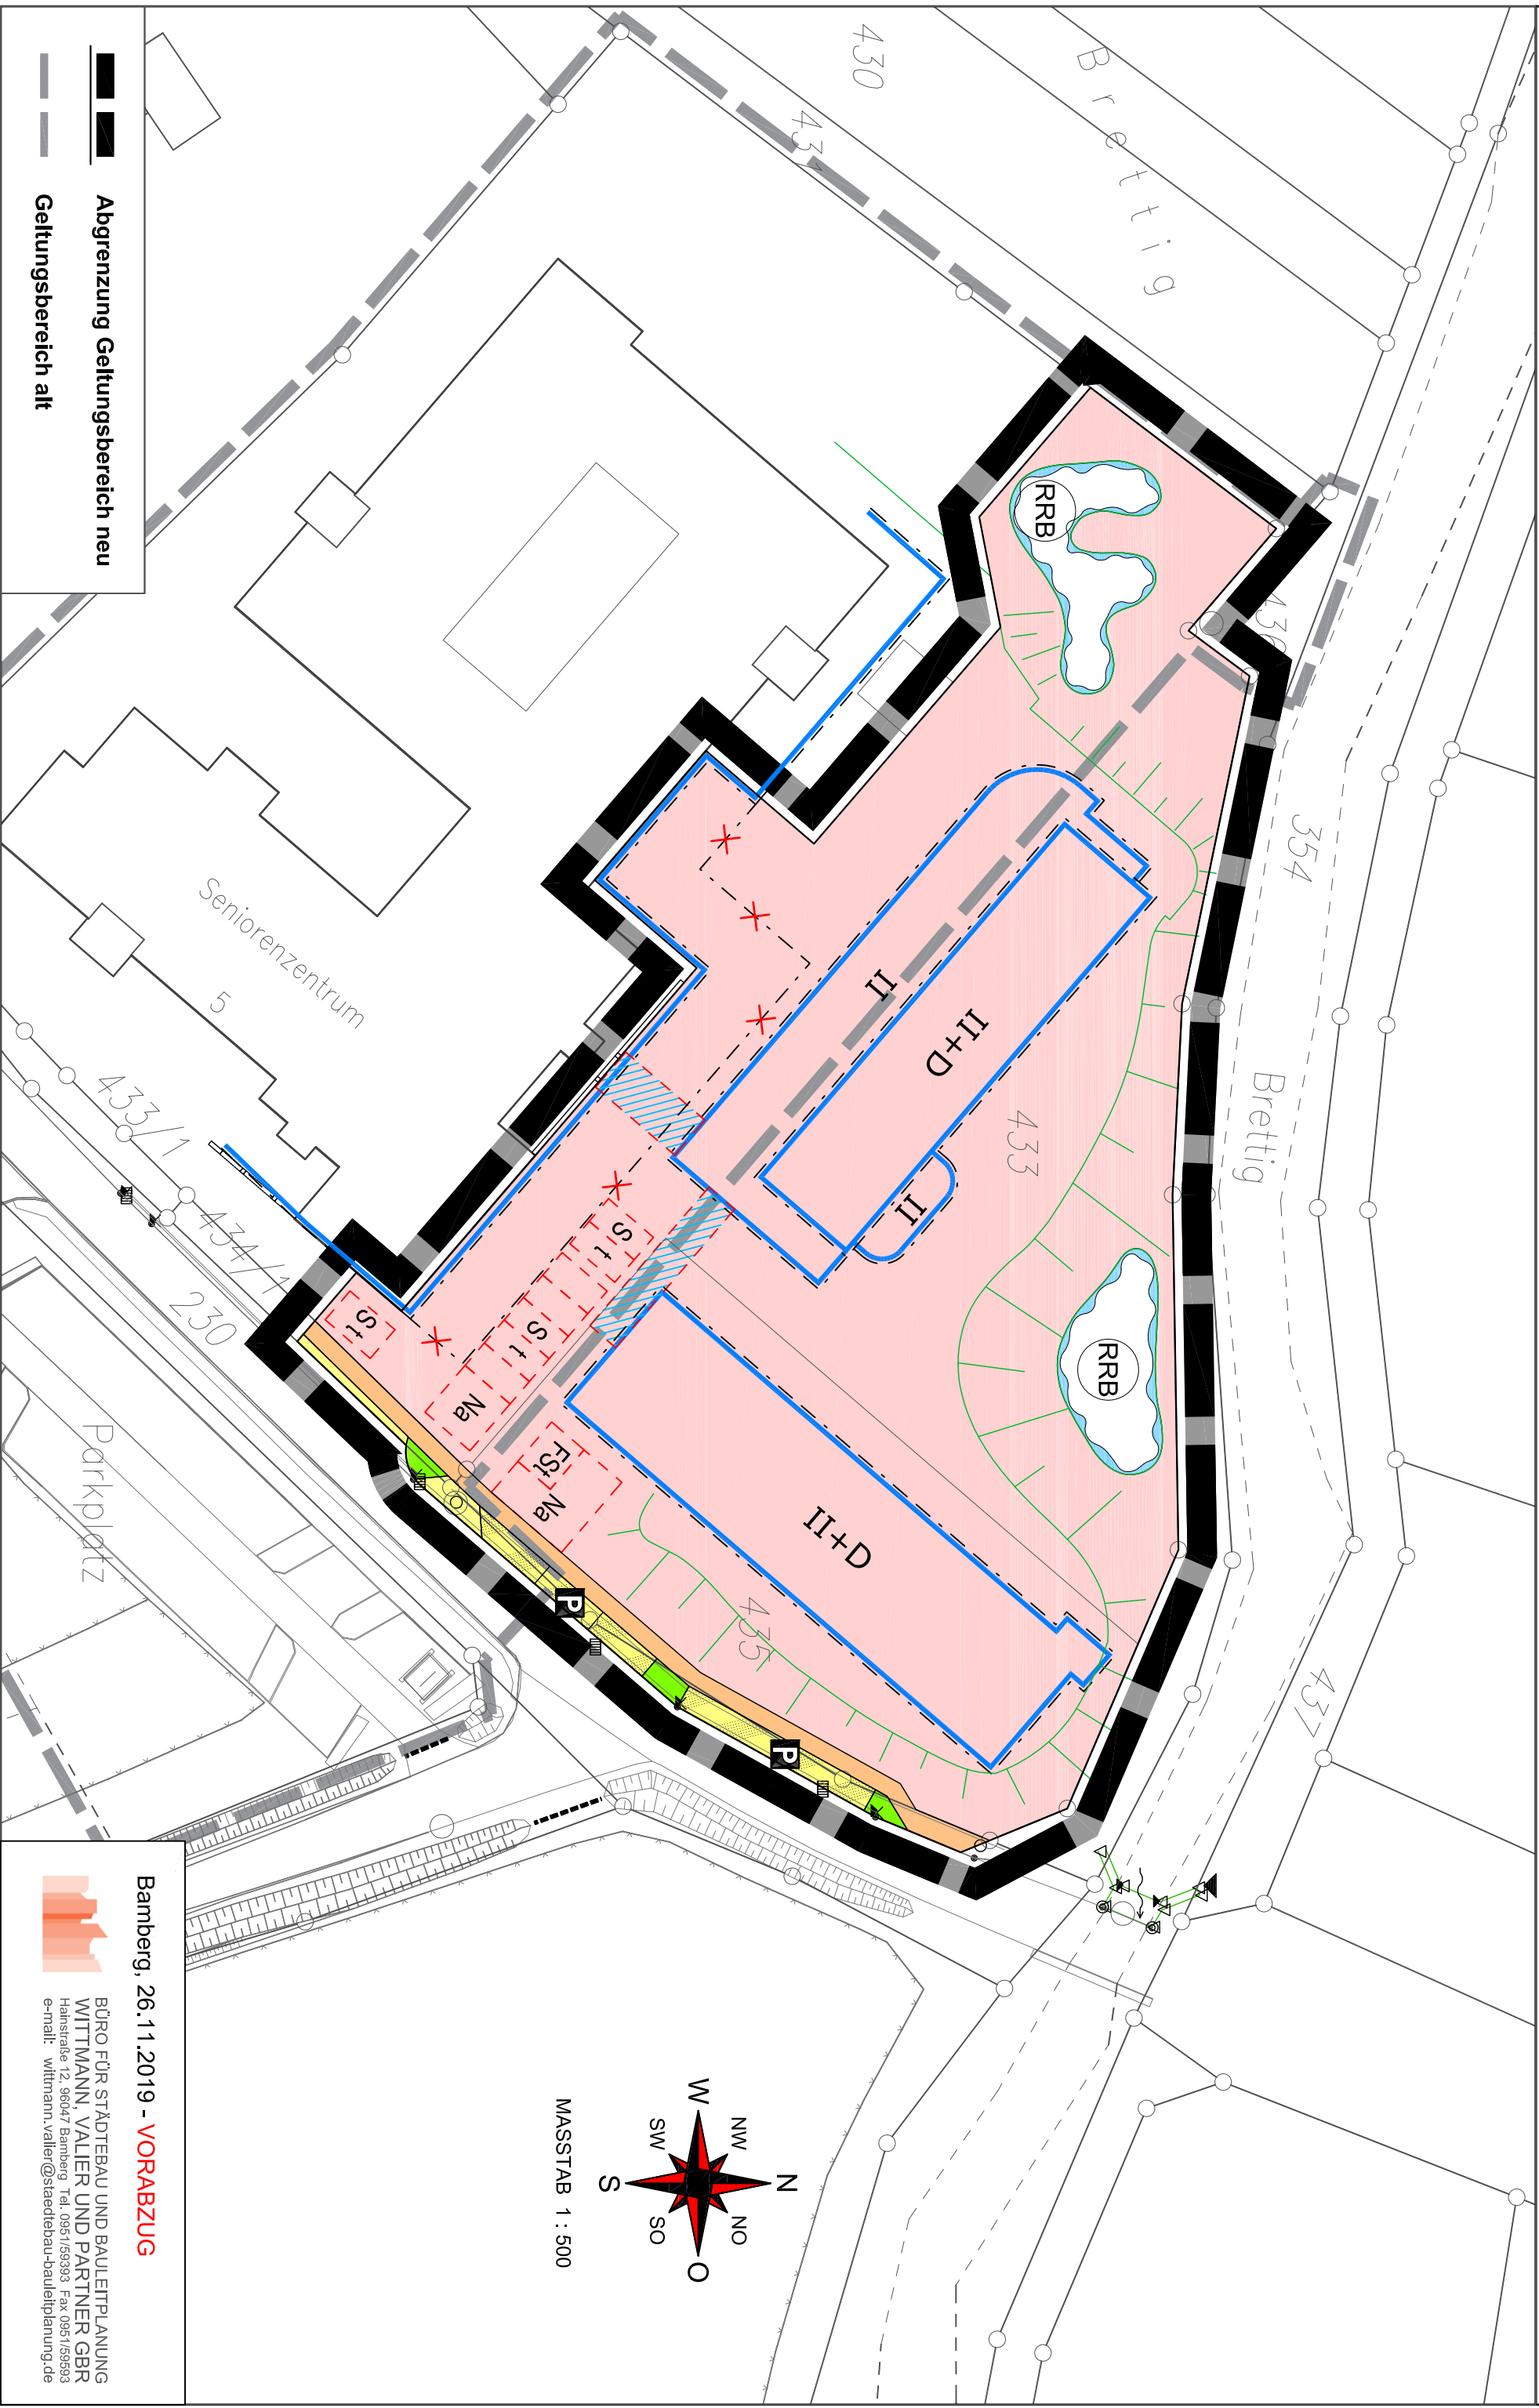 430
431
Brettig
436
354
Brettig
437
RRB
II
II+D
II
433
RRB
II+D
435
St
St
Na
FSt
Na
St
P
P
Seniorenzentrum
5
433/1
434/1
230
Parkplatz
Abgrenzung Geltungsbereich neu
Geltungsbereich alt
N
NO
O
SO
S
SW
W
NW
MASSTAB 1 : 500
Bamberg, 26.11.2019 - VORABZUG
BÜRO FÜR STÄDTEBAU UND BAULEITPLANUNG
WITTMANN, VALIER UND PARTNER GBR
Hainstraße 12, 96047 Bamberg Tel. 0951/59393 Fax 0951/59593
e-mail: wittmann.valier@staedtebau-bauleitplanung.de